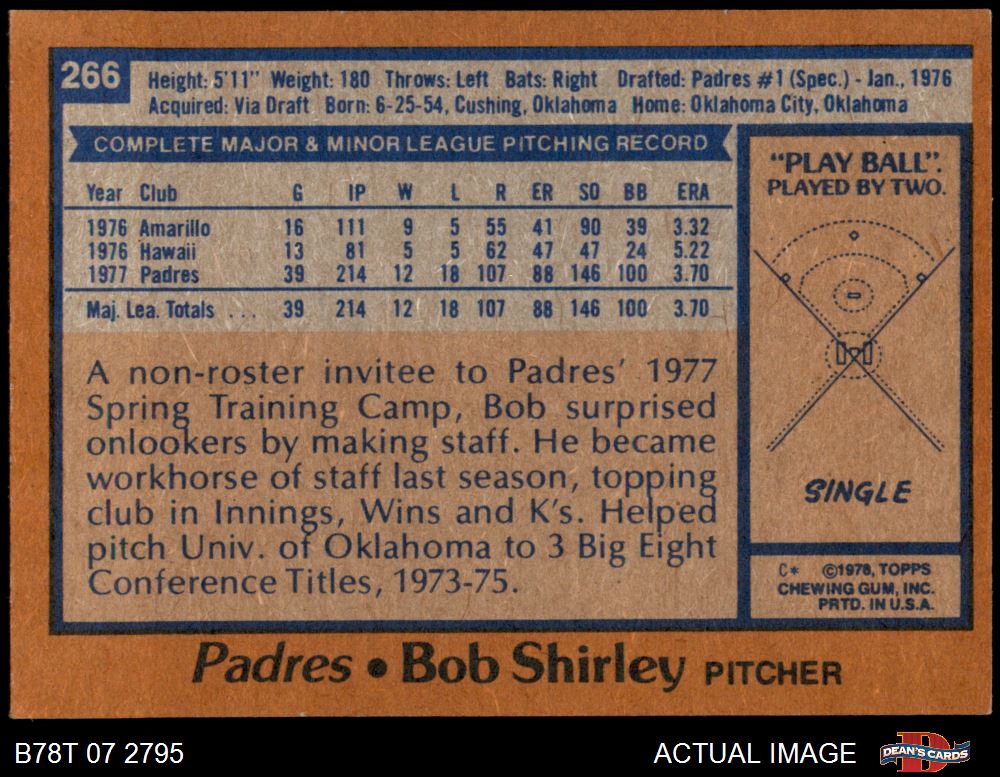 266
Height: 5'11" Weight: 180 Throws: Left Bats: Right Drafted: Padres #1 (Spec.) - Jan., 1976
Acquired: Via Draft Born: 6-25-54, Cushing, Oklahoma Home: Oklahoma City, Oklahoma
COMPLETE MAJOR & MINOR LEAGUE PITCHING RECORD
Year Club G IP W L R ER SO BB ERA
1976 Amarillo 16 111 9 5 55 41 90 39 3.32
1976 Hawaii 13 81 5 5 62 47 47 24 5.22
1977 Padres 39 214 12 18 107 88 146 100 3.70
Maj. Lea. Totals ... 39 214 12 18 107 88 146 100 3.70
A non-roster invitee to Padres' 1977
Spring Training Camp, Bob surprised
onlookers by making staff. He became
workhorse of staff last season, topping
club in Innings, Wins and K's. Helped
pitch Univ. of Oklahoma to 3 Big Eight
Conference Titles, 1973-75.
"PLAY BALL".
PLAYED BY TWO.
SINGLE
C* ©1978, TOPPS
CHEWING GUM, INC.
PRTD. IN U.S.A.
Padres • Bob Shirley PITCHER
B78T 07 2795
ACTUAL IMAGE
DEAN'S CARDS